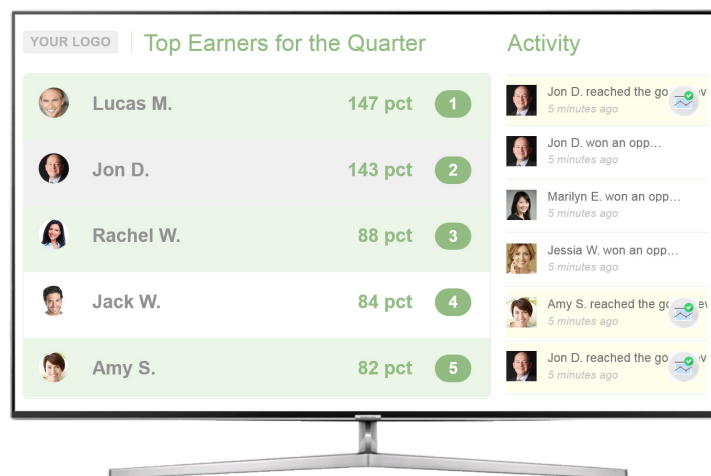 YOUR LOGO
Top Earners for the Quarter
Lucas M. 147 pct 1
Jon D. 143 pct 2
Rachel W. 88 pct 3
Jack W. 84 pct 4
Amy S. 82 pct 5
Activity
Jon D. reached the
5 minutes ago
Jon D. won an opp…
5 minutes ago
Marilyn E. won an opp…
5 minutes ago
Jessia W. won an opp…
5 minutes ago
Amy S. reached the
5 minutes ago
Jon D. reached the
5 minutes ago